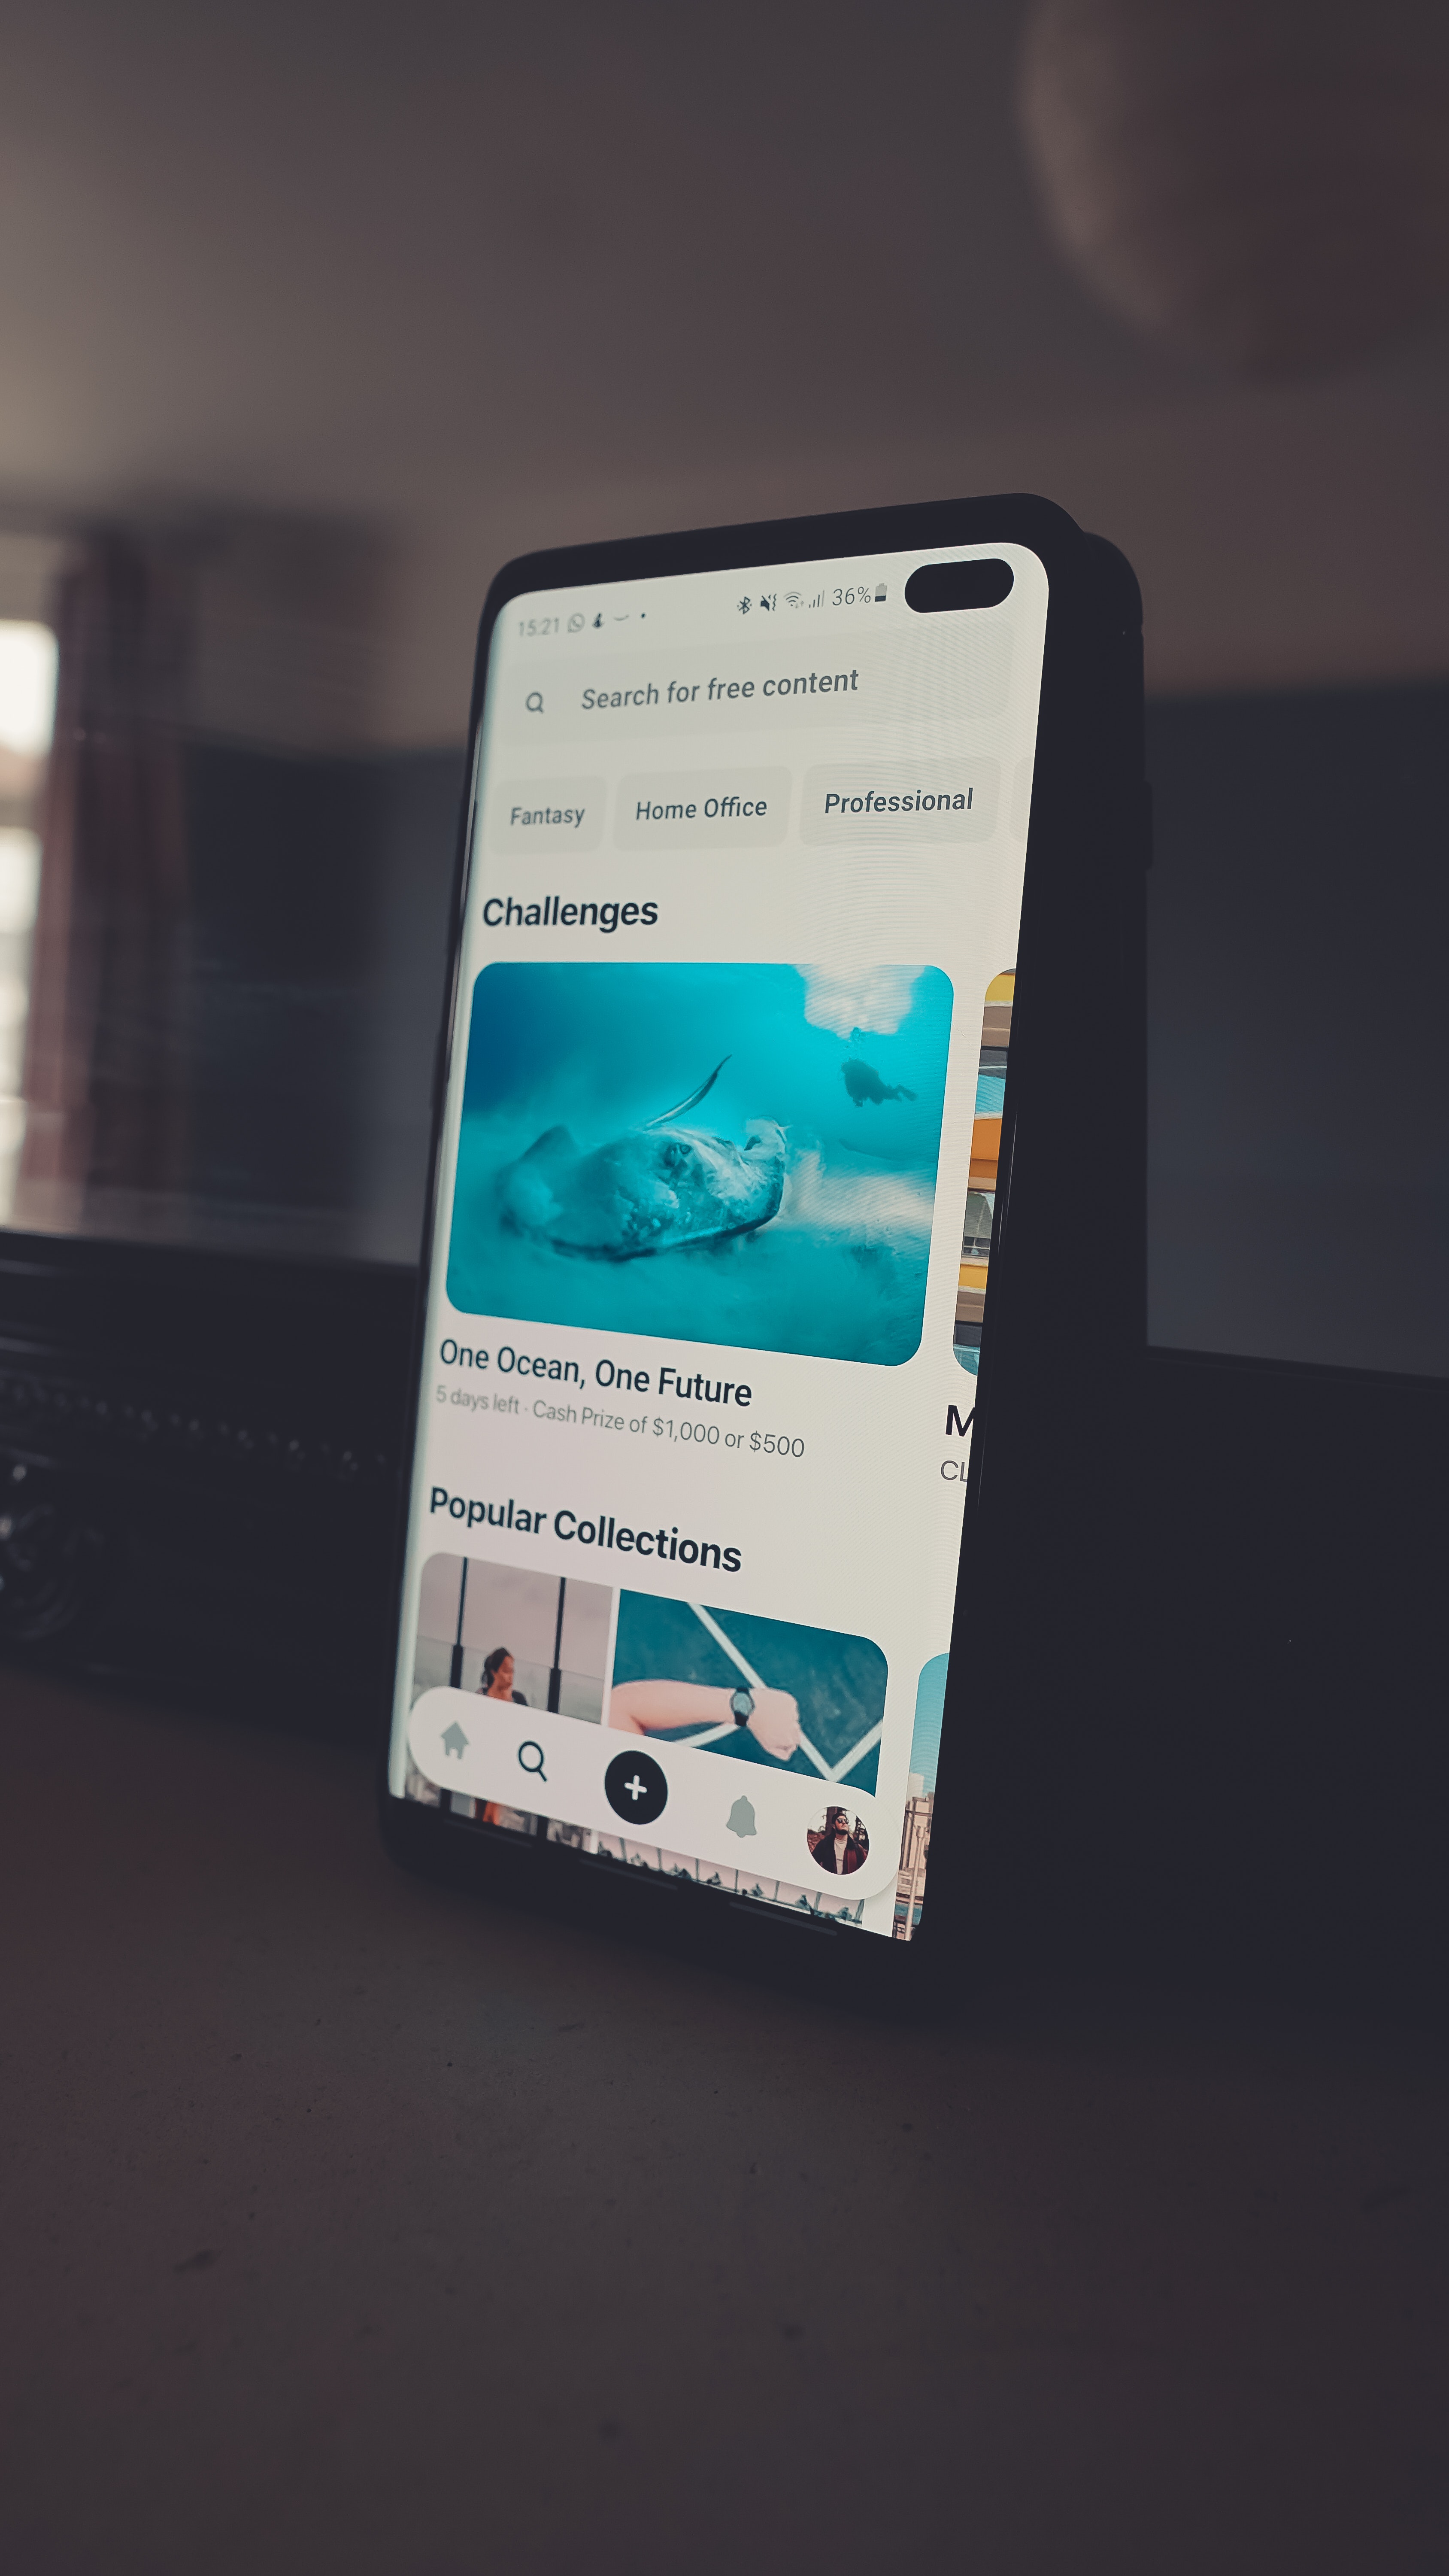 15:21 36%
Search for free content
Fantasy Home Office Professional
Challenges
One Ocean, One Future
5 days left · Cash Prize of $1,000 or $500
M
CL
Popular Collections